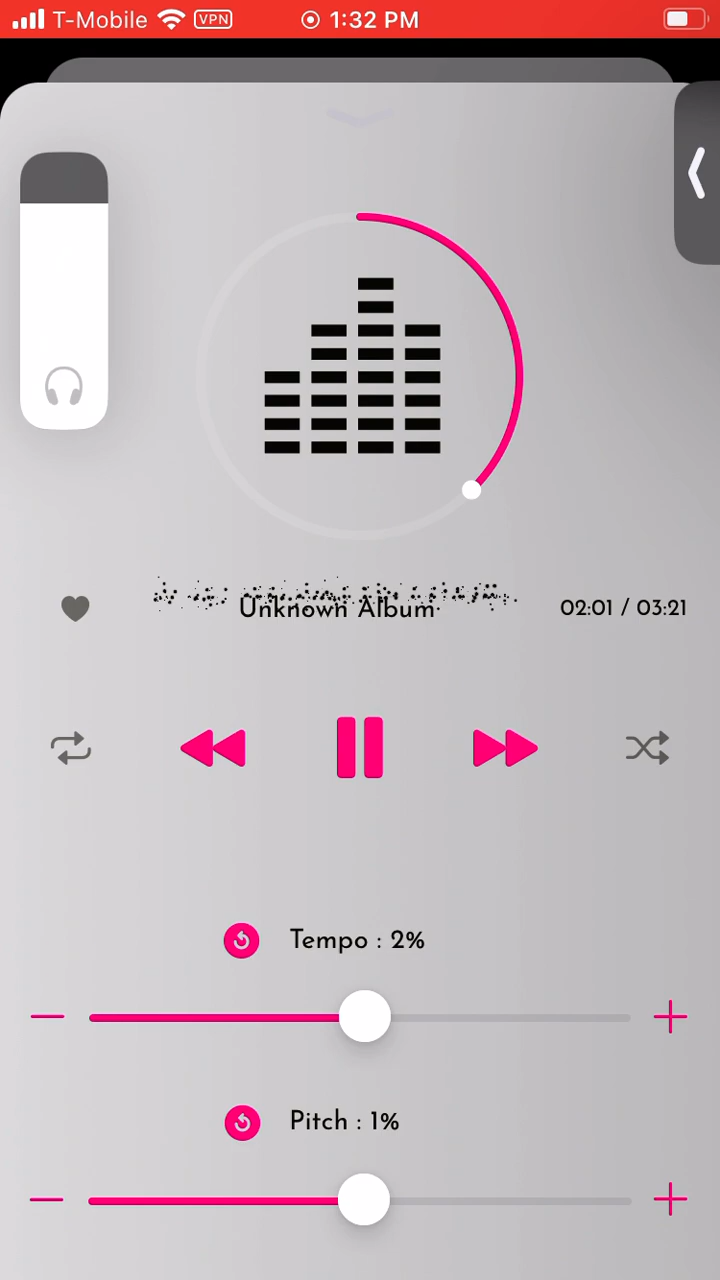 T-Mobile VPN 1:32 PM
Unknown Album
02:01 / 03:21
Tempo : 2%
Pitch : 1%